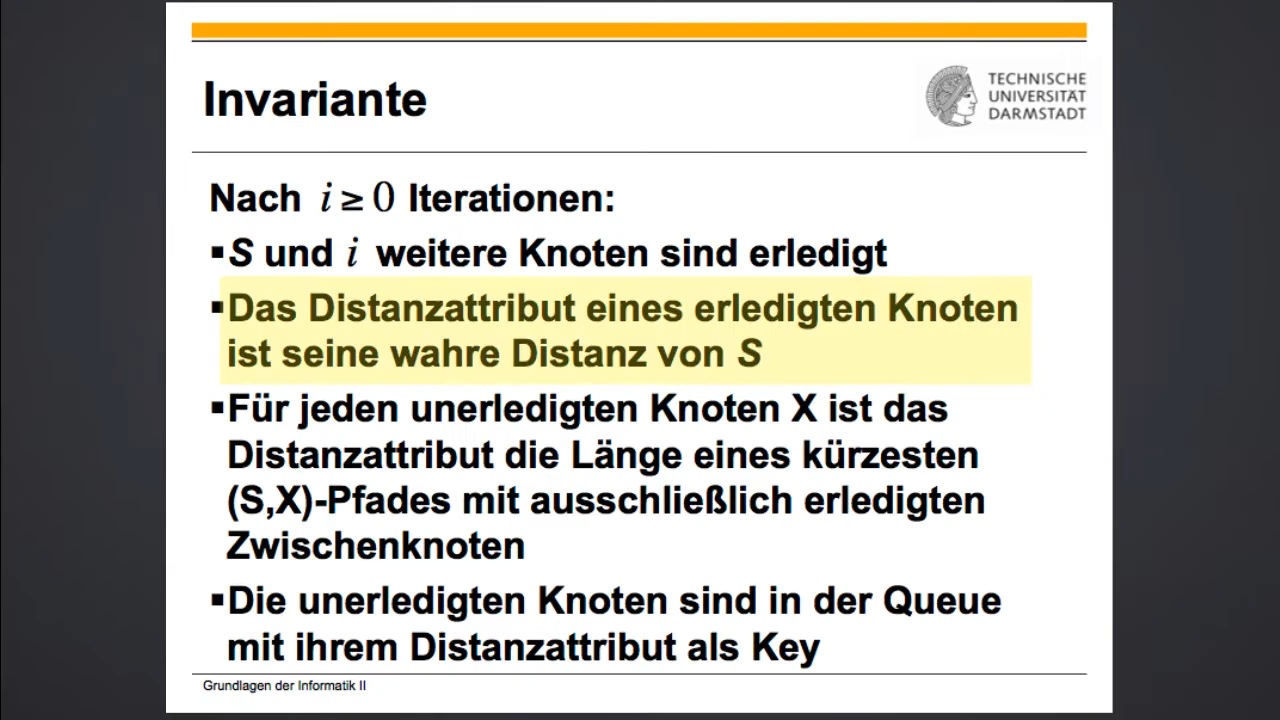 Invariante
TECHNISCHE
UNIVERSITÄT
DARMSTADT
Nach i ≥ 0 Iterationen:
▪S und i weitere Knoten sind erledigt
▪Das Distanzattribut eines erledigten Knoten
ist seine wahre Distanz von S
▪Für jeden unerledigten Knoten X ist das
Distanzattribut die Länge eines kürzesten
(S,X)-Pfades mit ausschließlich erledigten
Zwischenknoten
▪Die unerledigten Knoten sind in der Queue
mit ihrem Distanzattribut als Key
Grundlagen der Informatik II